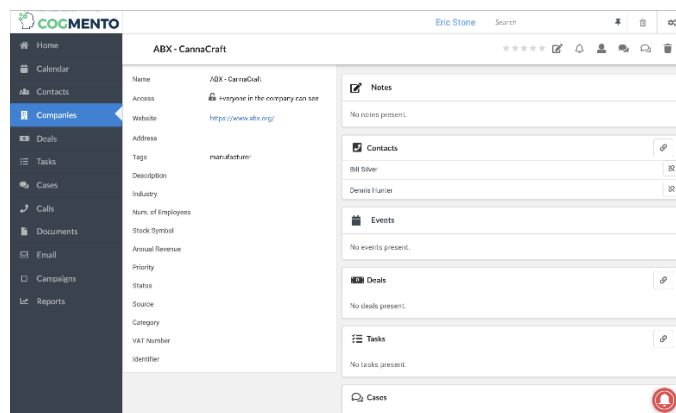 COGMENTO
Eric Stone Search
Home
Calendar
Contacts
Companies
Deals
Tasks
Cases
Calls
Documents
Email
Campaigns
Reports
ABX - CannaCraft
Name ABX - CannaCraft
Access Everyone in the company can see
Website https://www.abx.org/
Address
Tags manufacturer
Description
Industry
Num. of Employees
Stock Symbol
Annual Revenue
Priority
Status
Source
Category
VAT Number
Identifier
Notes
No notes present.
Contacts
Bill Silver
Dennis Hunter
Events
No events present.
Deals
No deals present.
Tasks
No tasks present.
Cases